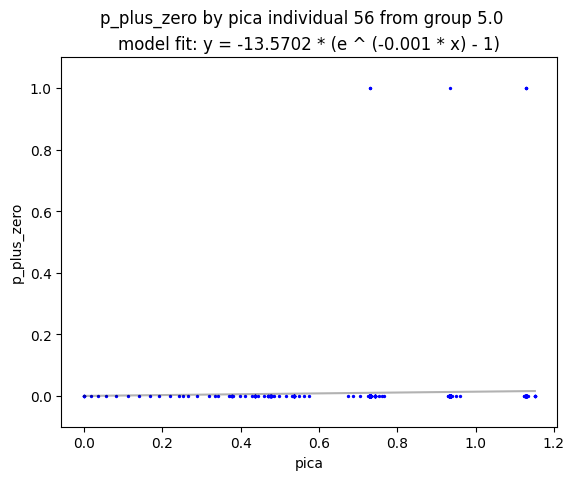 p_plus_zero by pica individual 56 from group 5.0
model fit: y = -13.5702 * (e ^ (-0.001 * x) - 1)
1.0
0.8
0.6
0.4
0.2
0.0
p_plus_zero
0.0 0.2 0.4 0.6 0.8 1.0 1.2
pica